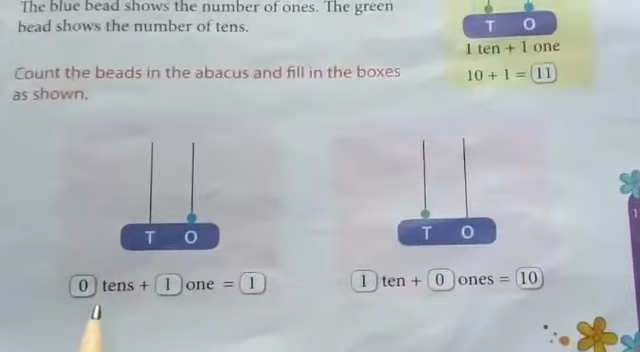 The blue bead shows the number of ones. The green
bead shows the number of tens.
T O
1 ten + 1 one
10 + 1 = 11
Count the beads in the abacus and fill in the boxes
as shown.
T O
0 tens + 1 one = 1
T O
1 ten + 0 ones = 10
1